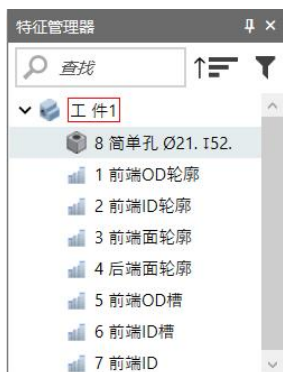 特征管理器
查找
工 件1
8 简单孔 Ø21. ↧52.
1 前端OD轮廓
2 前端ID轮廓
3 前端面轮廓
4 后端面轮廓
5 前端OD槽
6 前端ID槽
7 前端ID